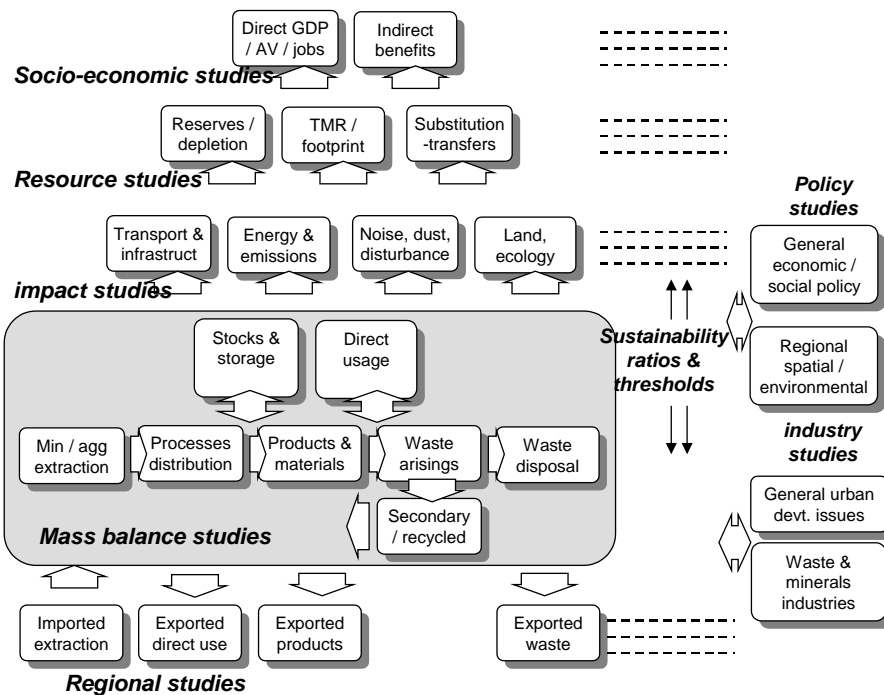 Direct GDP
/ AV / jobs
Indirect
benefits
Socio-economic studies
Reserves /
depletion
TMR /
footprint
Substitution
-transfers
Resource studies
Policy
studies
Transport &
infrastruct
Energy &
emissions
Noise, dust,
disturbance
Land,
ecology
General
economic /
social policy
impact studies
Stocks &
storage
Direct
usage
Sustainability
ratios &
thresholds
Regional
spatial /
environmental
Min / agg
extraction
Processes
distribution
Products &
materials
Waste
arisings
Waste
disposal
industry
studies
Secondary
/ recycled
Mass balance studies
General urban
devt. issues
Waste &
minerals
industries
Imported
extraction
Exported
direct use
Exported
products
Exported
waste
Regional studies